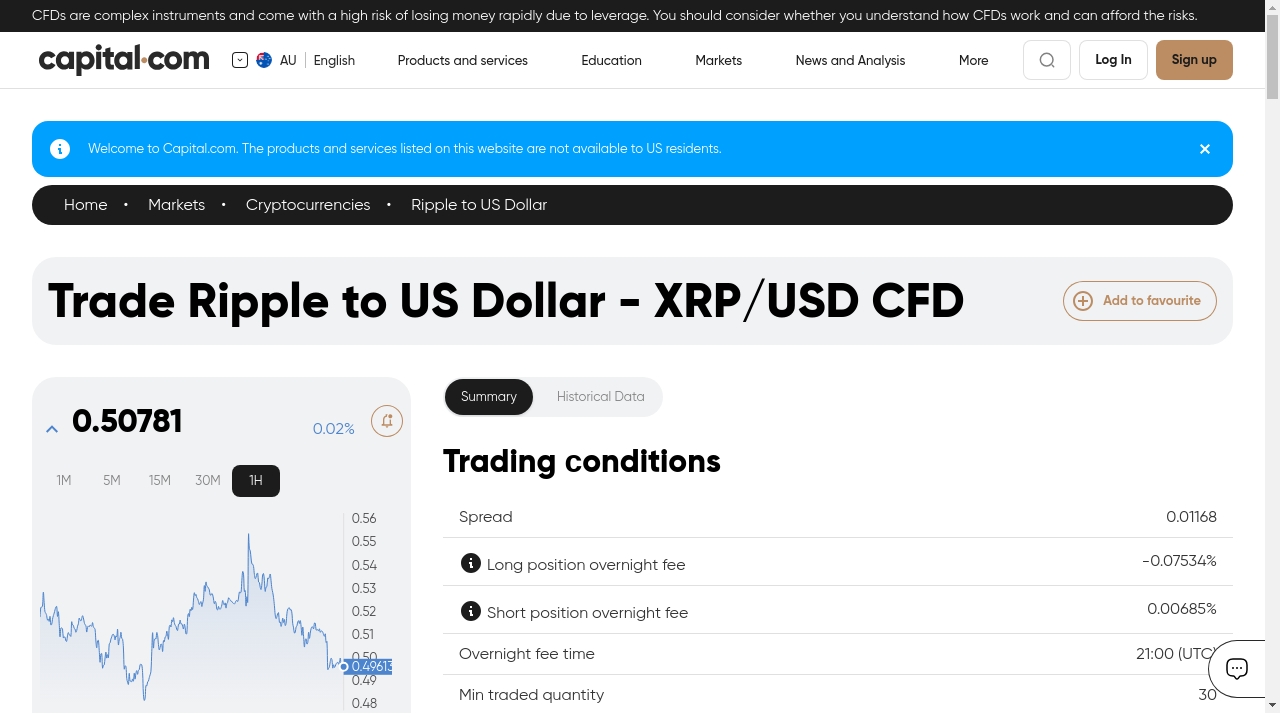 CFDs are complex instruments and come with a high risk of losing money rapidly due to leverage. You should consider whether you understand how CFDs work and can afford the risks.
capital.com AU English Products and services Education Markets News and Analysis More Log In Sign up
Welcome to Capital.com. The products and services listed on this website are not available to US residents.
Home • Markets • Cryptocurrencies • Ripple to US Dollar
Trade Ripple to US Dollar - XRP/USD CFD
Add to favourite
0.50781
0.02%
1M 5M 15M 30M 1H
0.56
0.55
0.54
0.53
0.52
0.51
0.50
0.49613
0.49
0.48
Summary Historical Data
Trading conditions
Spread 0.01168
Long position overnight fee -0.07534%
Short position overnight fee 0.00685%
Overnight fee time 21:00 (UTC)
Min traded quantity 30